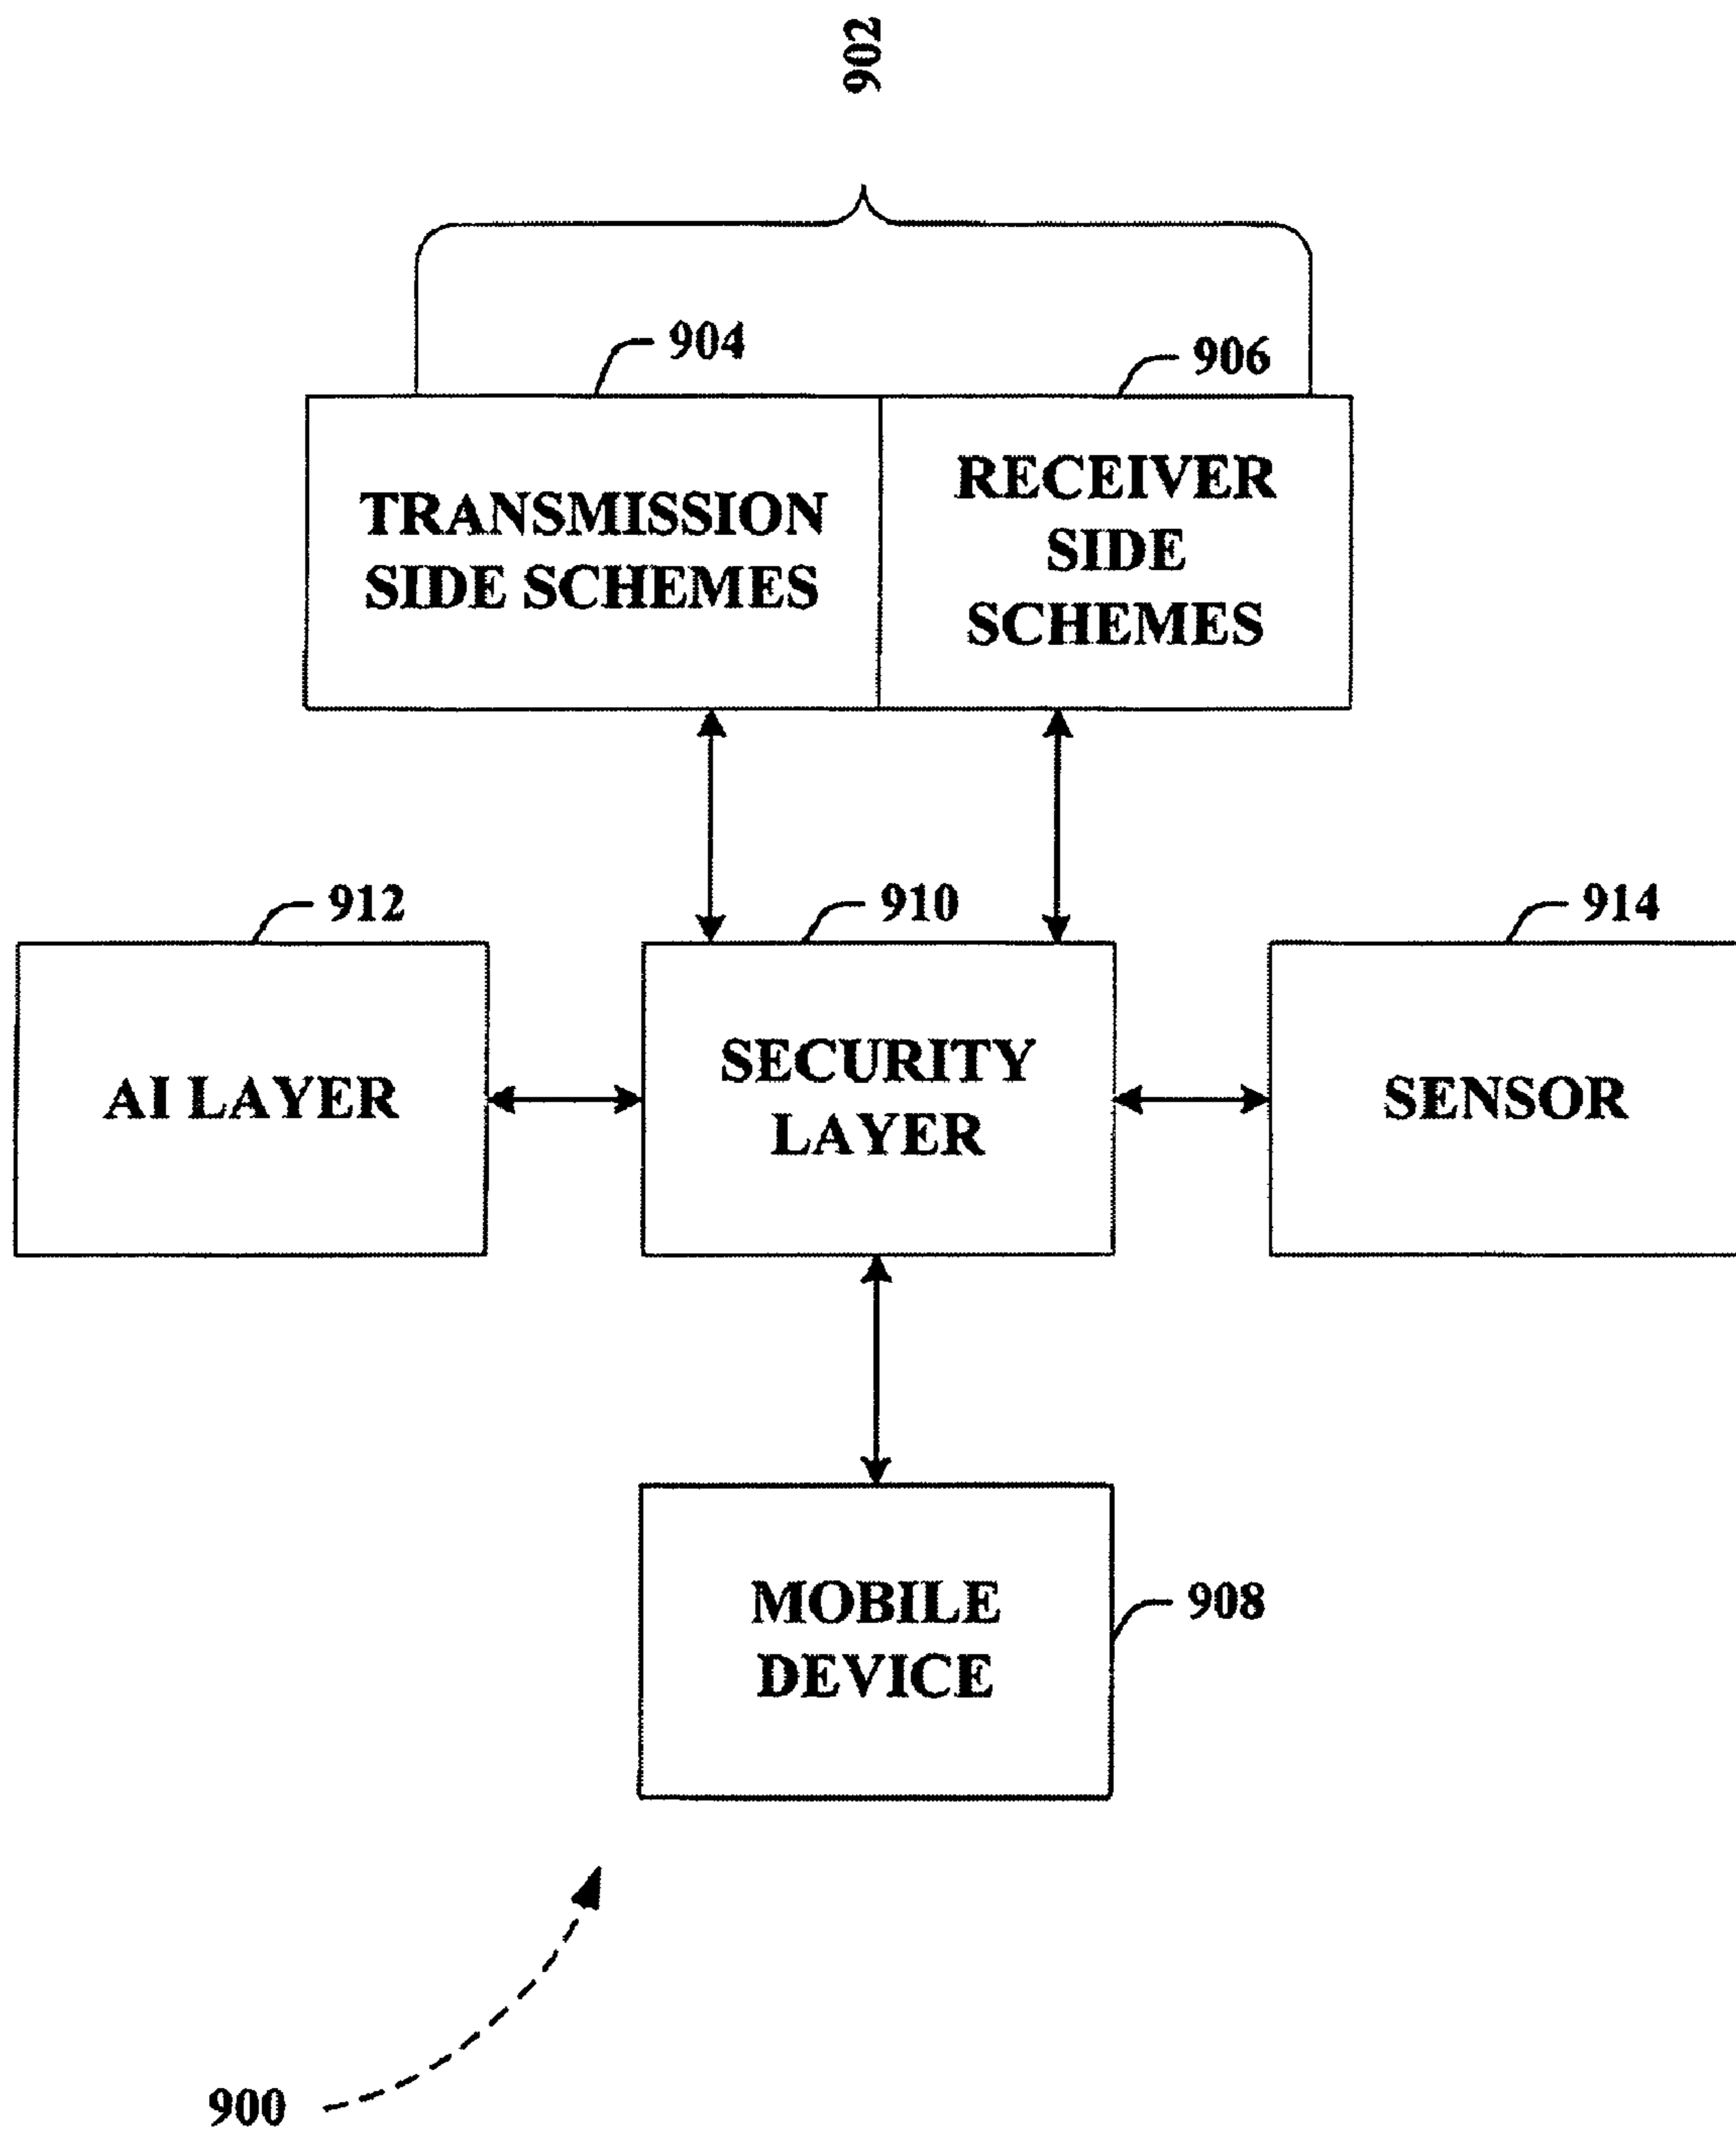 902
904
906
TRANSMISSION
SIDE SCHEMES
RECEIVER
SIDE
SCHEMES
912
910
914
AI LAYER
SECURITY
LAYER
SENSOR
MOBILE
DEVICE
908
900